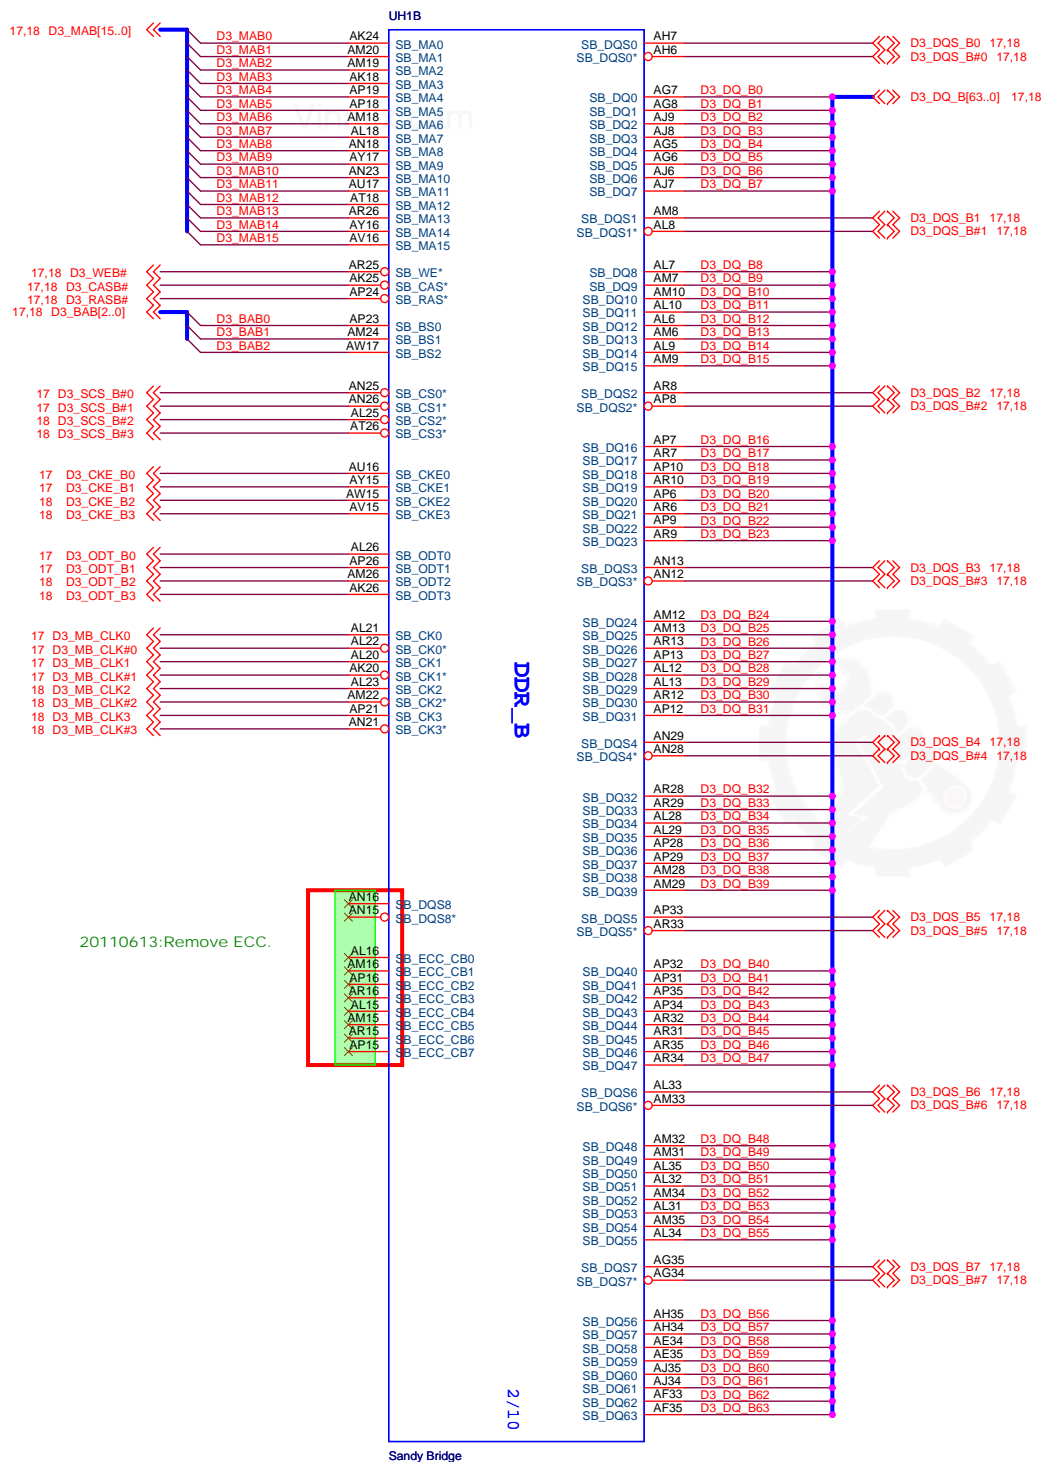 UH1B
17,18 D3_MAB[15..0]
D3_MAB0 AK24 SB_MA0
D3_MAB1 AM20 SB_MA1
D3_MAB2 AM19 SB_MA2
D3_MAB3 AK18 SB_MA3
D3_MAB4 AP19 SB_MA4
D3_MAB5 AP18 SB_MA5
D3_MAB6 AM18 SB_MA6
D3_MAB7 AL18 SB_MA7
D3_MAB8 AN18 SB_MA8
D3_MAB9 AY17 SB_MA9
D3_MAB10 AN23 SB_MA10
D3_MAB11 AU17 SB_MA11
D3_MAB12 AT18 SB_MA12
D3_MAB13 AR26 SB_MA13
D3_MAB14 AY16 SB_MA14
D3_MAB15 AV16 SB_MA15
17,18 D3_WEB# AR25 SB_WE*
17,18 D3_CASB# AK25 SB_CAS*
17,18 D3_RASB# AP24 SB_RAS*
17,18 D3_BAB[2..0]
D3_BAB0 AP23 SB_BS0
D3_BAB1 AM24 SB_BS1
D3_BAB2 AW17 SB_BS2
17 D3_SCS_B#0 AN25 SB_CS0*
17 D3_SCS_B#1 AN26 SB_CS1*
18 D3_SCS_B#2 AL25 SB_CS2*
18 D3_SCS_B#3 AT26 SB_CS3*
17 D3_CKE_B0 AU16 SB_CKE0
17 D3_CKE_B1 AY15 SB_CKE1
18 D3_CKE_B2 AW15 SB_CKE2
18 D3_CKE_B3 AV15 SB_CKE3
17 D3_ODT_B0 AL26 SB_ODT0
17 D3_ODT_B1 AP26 SB_ODT1
18 D3_ODT_B2 AM26 SB_ODT2
18 D3_ODT_B3 AK26 SB_ODT3
17 D3_MB_CLK0 AL21 SB_CK0
17 D3_MB_CLK#0 AL22 SB_CK0*
17 D3_MB_CLK1 AL20 SB_CK1
17 D3_MB_CLK#1 AK20 SB_CK1*
18 D3_MB_CLK2 AL23 SB_CK2
18 D3_MB_CLK#2 AM22 SB_CK2*
18 D3_MB_CLK3 AP21 SB_CK3
18 D3_MB_CLK#3 AN21 SB_CK3*
DDR_B
AN16 SB_DQS8
AN15 SB_DQS8*
20110613:Remove ECC.
AL16 SB_ECC_CB0
AM16 SB_ECC_CB1
AP16 SB_ECC_CB2
AR16 SB_ECC_CB3
AL15 SB_ECC_CB4
AM15 SB_ECC_CB5
AR15 SB_ECC_CB6
AP15 SB_ECC_CB7
SB_DQS0 AH7 D3_DQS_B0 17,18
SB_DQS0* AH6 D3_DQS_B#0 17,18
D3_DQ_B[63..0] 17,18
SB_DQ0 AG7 D3_DQ_B0
SB_DQ1 AG8 D3_DQ_B1
SB_DQ2 AJ9 D3_DQ_B2
SB_DQ3 AJ8 D3_DQ_B3
SB_DQ4 AG5 D3_DQ_B4
SB_DQ5 AG6 D3_DQ_B5
SB_DQ6 AJ6 D3_DQ_B6
SB_DQ7 AJ7 D3_DQ_B7
SB_DQS1 AM8 D3_DQS_B1 17,18
SB_DQS1* AL8 D3_DQS_B#1 17,18
SB_DQ8 AL7 D3_DQ_B8
SB_DQ9 AM7 D3_DQ_B9
SB_DQ10 AM10 D3_DQ_B10
SB_DQ11 AL10 D3_DQ_B11
SB_DQ12 AL6 D3_DQ_B12
SB_DQ13 AM6 D3_DQ_B13
SB_DQ14 AL9 D3_DQ_B14
SB_DQ15 AM9 D3_DQ_B15
SB_DQS2 AR8 D3_DQS_B2 17,18
SB_DQS2* AP8 D3_DQS_B#2 17,18
SB_DQ16 AP7 D3_DQ_B16
SB_DQ17 AR7 D3_DQ_B17
SB_DQ18 AP10 D3_DQ_B18
SB_DQ19 AR10 D3_DQ_B19
SB_DQ20 AP6 D3_DQ_B20
SB_DQ21 AR6 D3_DQ_B21
SB_DQ22 AP9 D3_DQ_B22
SB_DQ23 AR9 D3_DQ_B23
SB_DQS3 AN13 D3_DQS_B3 17,18
SB_DQS3* AN12 D3_DQS_B#3 17,18
SB_DQ24 AM12 D3_DQ_B24
SB_DQ25 AM13 D3_DQ_B25
SB_DQ26 AR13 D3_DQ_B26
SB_DQ27 AP13 D3_DQ_B27
SB_DQ28 AL12 D3_DQ_B28
SB_DQ29 AL13 D3_DQ_B29
SB_DQ30 AR12 D3_DQ_B30
SB_DQ31 AP12 D3_DQ_B31
SB_DQS4 AN29 D3_DQS_B4 17,18
SB_DQS4* AN28 D3_DQS_B#4 17,18
SB_DQ32 AR28 D3_DQ_B32
SB_DQ33 AR29 D3_DQ_B33
SB_DQ34 AL28 D3_DQ_B34
SB_DQ35 AL29 D3_DQ_B35
SB_DQ36 AP28 D3_DQ_B36
SB_DQ37 AP29 D3_DQ_B37
SB_DQ38 AM28 D3_DQ_B38
SB_DQ39 AM29 D3_DQ_B39
SB_DQS5 AP33 D3_DQS_B5 17,18
SB_DQS5* AR33 D3_DQS_B#5 17,18
SB_DQ40 AP32 D3_DQ_B40
SB_DQ41 AP31 D3_DQ_B41
SB_DQ42 AP35 D3_DQ_B42
SB_DQ43 AP34 D3_DQ_B43
SB_DQ44 AR32 D3_DQ_B44
SB_DQ45 AR31 D3_DQ_B45
SB_DQ46 AR35 D3_DQ_B46
SB_DQ47 AR34 D3_DQ_B47
SB_DQS6 AL33 D3_DQS_B6 17,18
SB_DQS6* AM33 D3_DQS_B#6 17,18
SB_DQ48 AM32 D3_DQ_B48
SB_DQ49 AM31 D3_DQ_B49
SB_DQ50 AL35 D3_DQ_B50
SB_DQ51 AL32 D3_DQ_B51
SB_DQ52 AM34 D3_DQ_B52
SB_DQ53 AL31 D3_DQ_B53
SB_DQ54 AM35 D3_DQ_B54
SB_DQ55 AL34 D3_DQ_B55
SB_DQS7 AG35 D3_DQS_B7 17,18
SB_DQS7* AG34 D3_DQS_B#7 17,18
SB_DQ56 AH35 D3_DQ_B56
SB_DQ57 AH34 D3_DQ_B57
SB_DQ58 AE34 D3_DQ_B58
SB_DQ59 AE35 D3_DQ_B59
SB_DQ60 AJ35 D3_DQ_B60
SB_DQ61 AJ34 D3_DQ_B61
SB_DQ62 AF33 D3_DQ_B62
SB_DQ63 AF35 D3_DQ_B63
2/10
Sandy Bridge